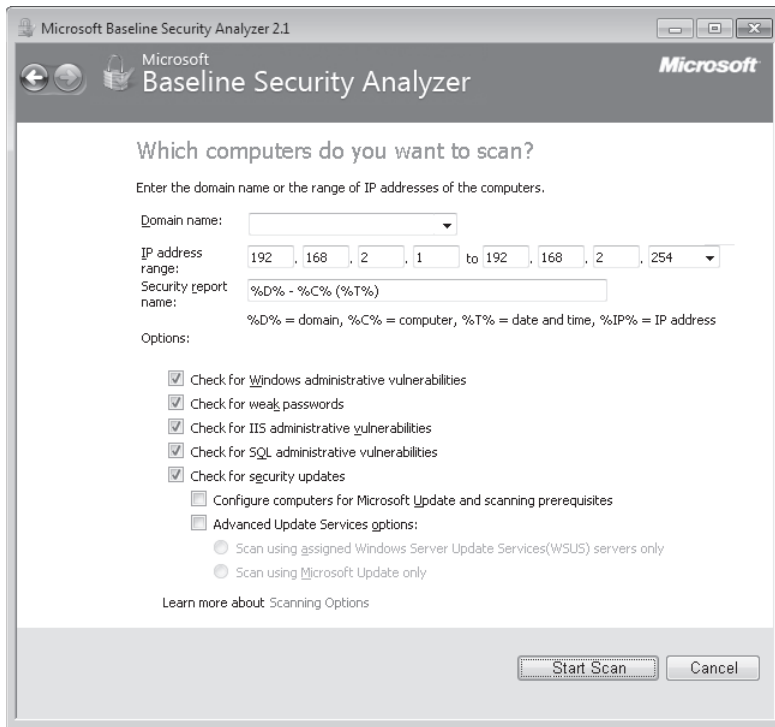 Microsoft Baseline Security Analyzer 2.1
Microsoft
Baseline Security Analyzer
Microsoft
Which computers do you want to scan?
Enter the domain name or the range of IP addresses of the computers.
Domain name:
IP address range: 192 . 168 . 2 . 1 to 192 . 168 . 2 . 254
Security report name: %D% - %C% (%T%)
%D% = domain, %C% = computer, %T% = date and time, %IP% = IP address
Options:
Check for Windows administrative vulnerabilities
Check for weak passwords
Check for IIS administrative vulnerabilities
Check for SQL administrative vulnerabilities
Check for security updates
Configure computers for Microsoft Update and scanning prerequisites
Advanced Update Services options:
Scan using assigned Windows Server Update Services(WSUS) servers only
Scan using Microsoft Update only
Learn more about Scanning Options
Start Scan Cancel